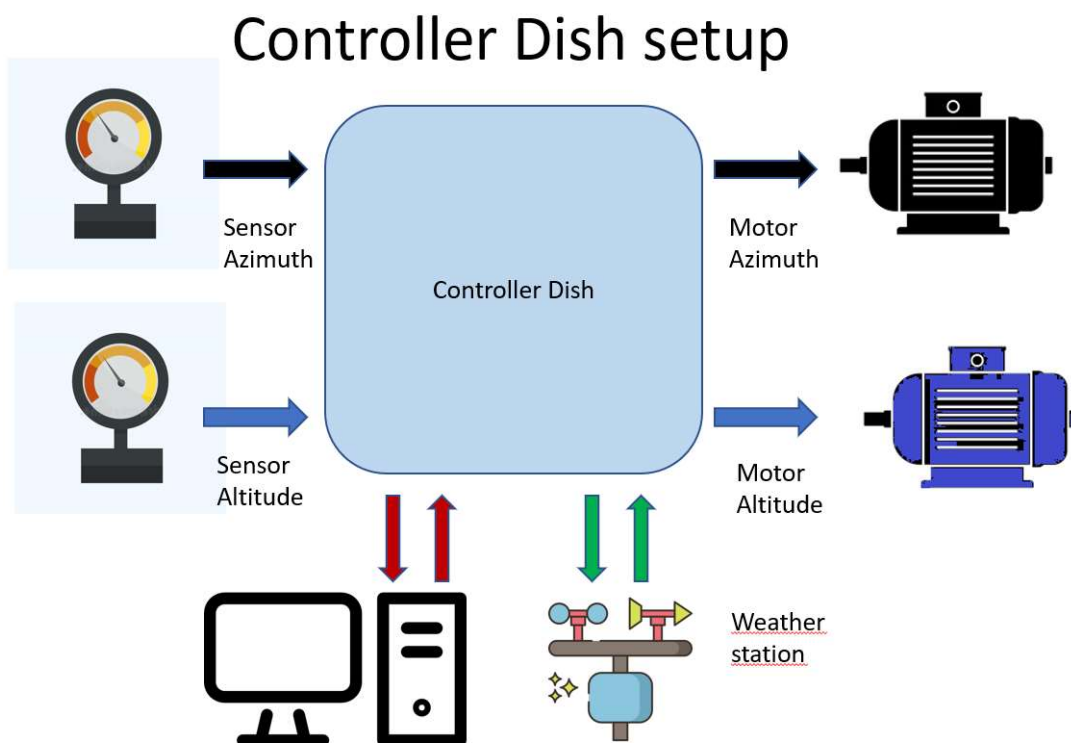 Controller Dish setup
Sensor
Azimuth
Motor
Azimuth
Controller Dish
Sensor
Altitude
Motor
Altitude
Weather
station